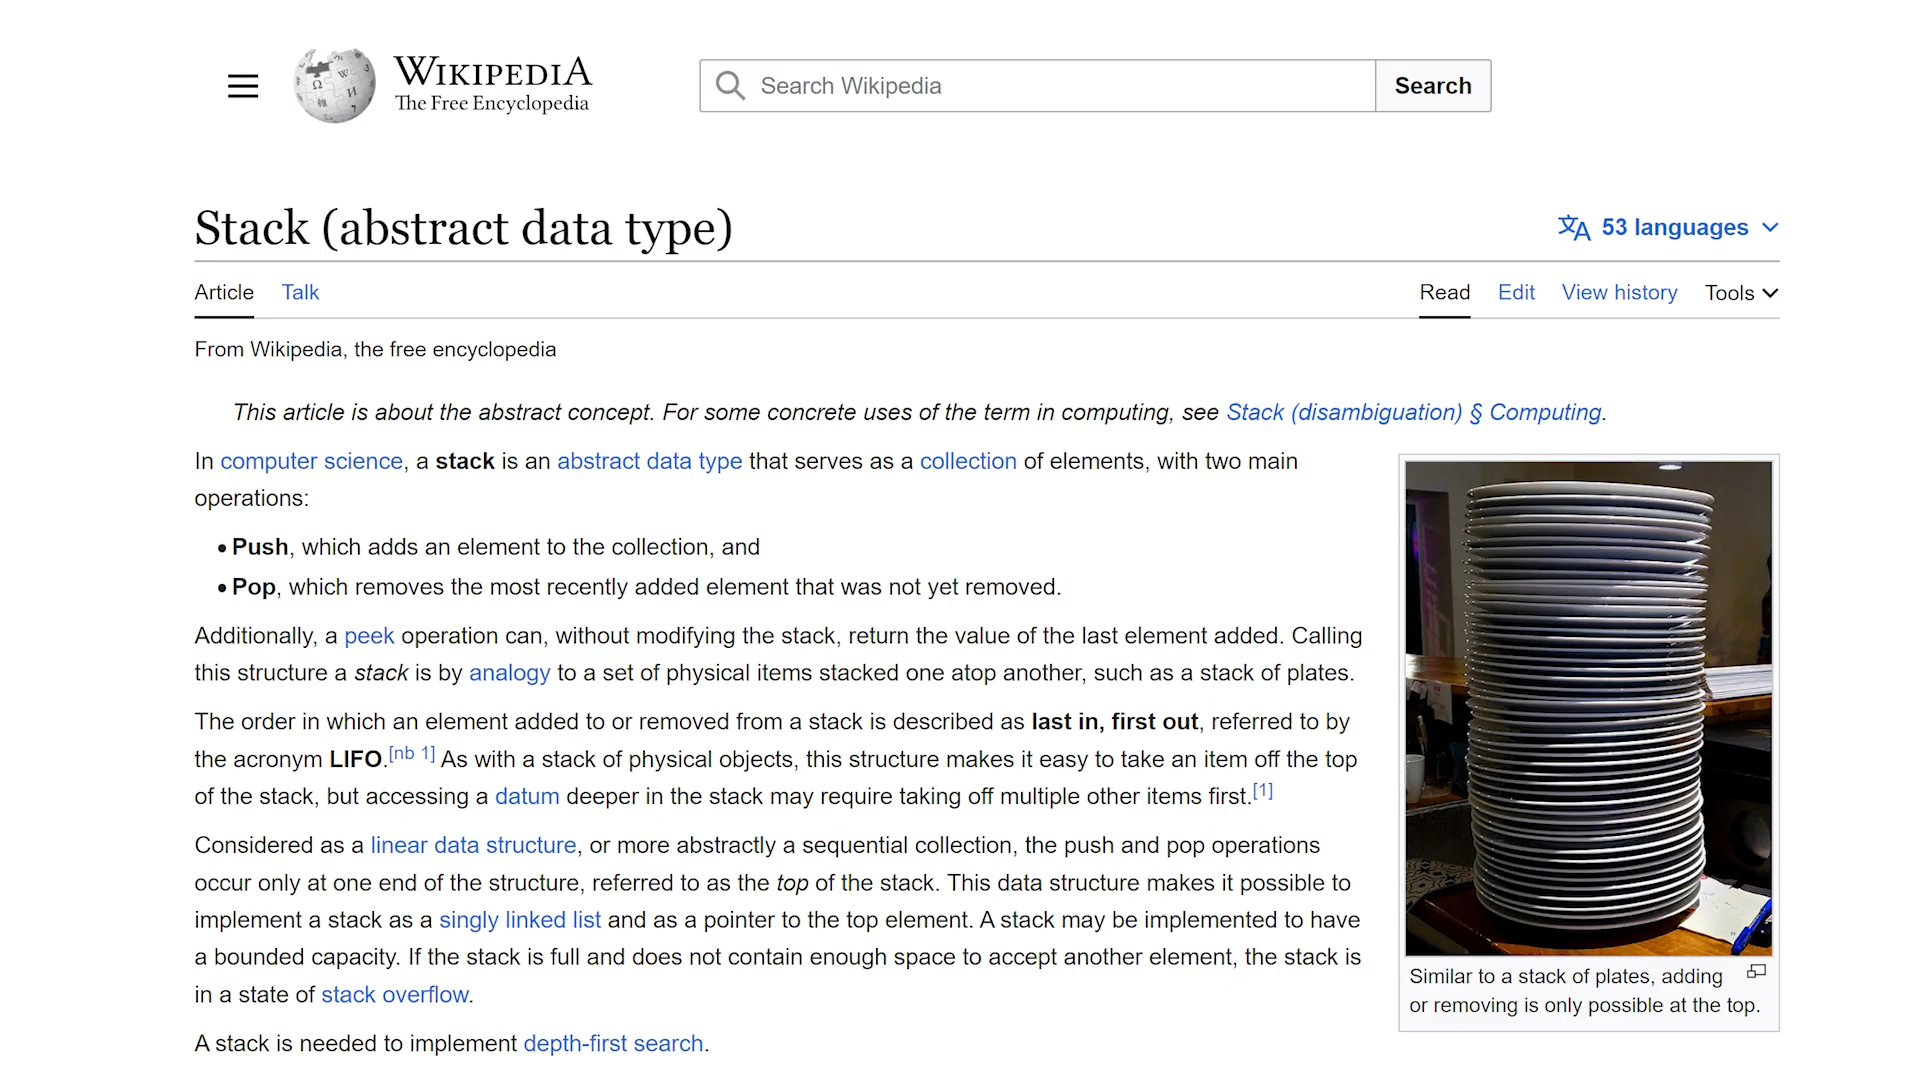 WIKIPEDIA
The Free Encyclopedia
Search Wikipedia
Search
Stack (abstract data type)
53 languages
Article Talk
Read Edit View history Tools
From Wikipedia, the free encyclopedia
This article is about the abstract concept. For some concrete uses of the term in computing, see Stack (disambiguation) § Computing.
In computer science, a stack is an abstract data type that serves as a collection of elements, with two main
operations:
• Push, which adds an element to the collection, and
• Pop, which removes the most recently added element that was not yet removed.
Additionally, a peek operation can, without modifying the stack, return the value of the last element added. Calling
this structure a stack is by analogy to a set of physical items stacked one atop another, such as a stack of plates.
The order in which an element added to or removed from a stack is described as last in, first out, referred to by
the acronym LIFO.[nb 1] As with a stack of physical objects, this structure makes it easy to take an item off the top
of the stack, but accessing a datum deeper in the stack may require taking off multiple other items first.[1]
Considered as a linear data structure, or more abstractly a sequential collection, the push and pop operations
occur only at one end of the structure, referred to as the top of the stack. This data structure makes it possible to
implement a stack as a singly linked list and as a pointer to the top element. A stack may be implemented to have
a bounded capacity. If the stack is full and does not contain enough space to accept another element, the stack is
in a state of stack overflow.
A stack is needed to implement depth-first search.
Similar to a stack of plates, adding
or removing is only possible at the top.